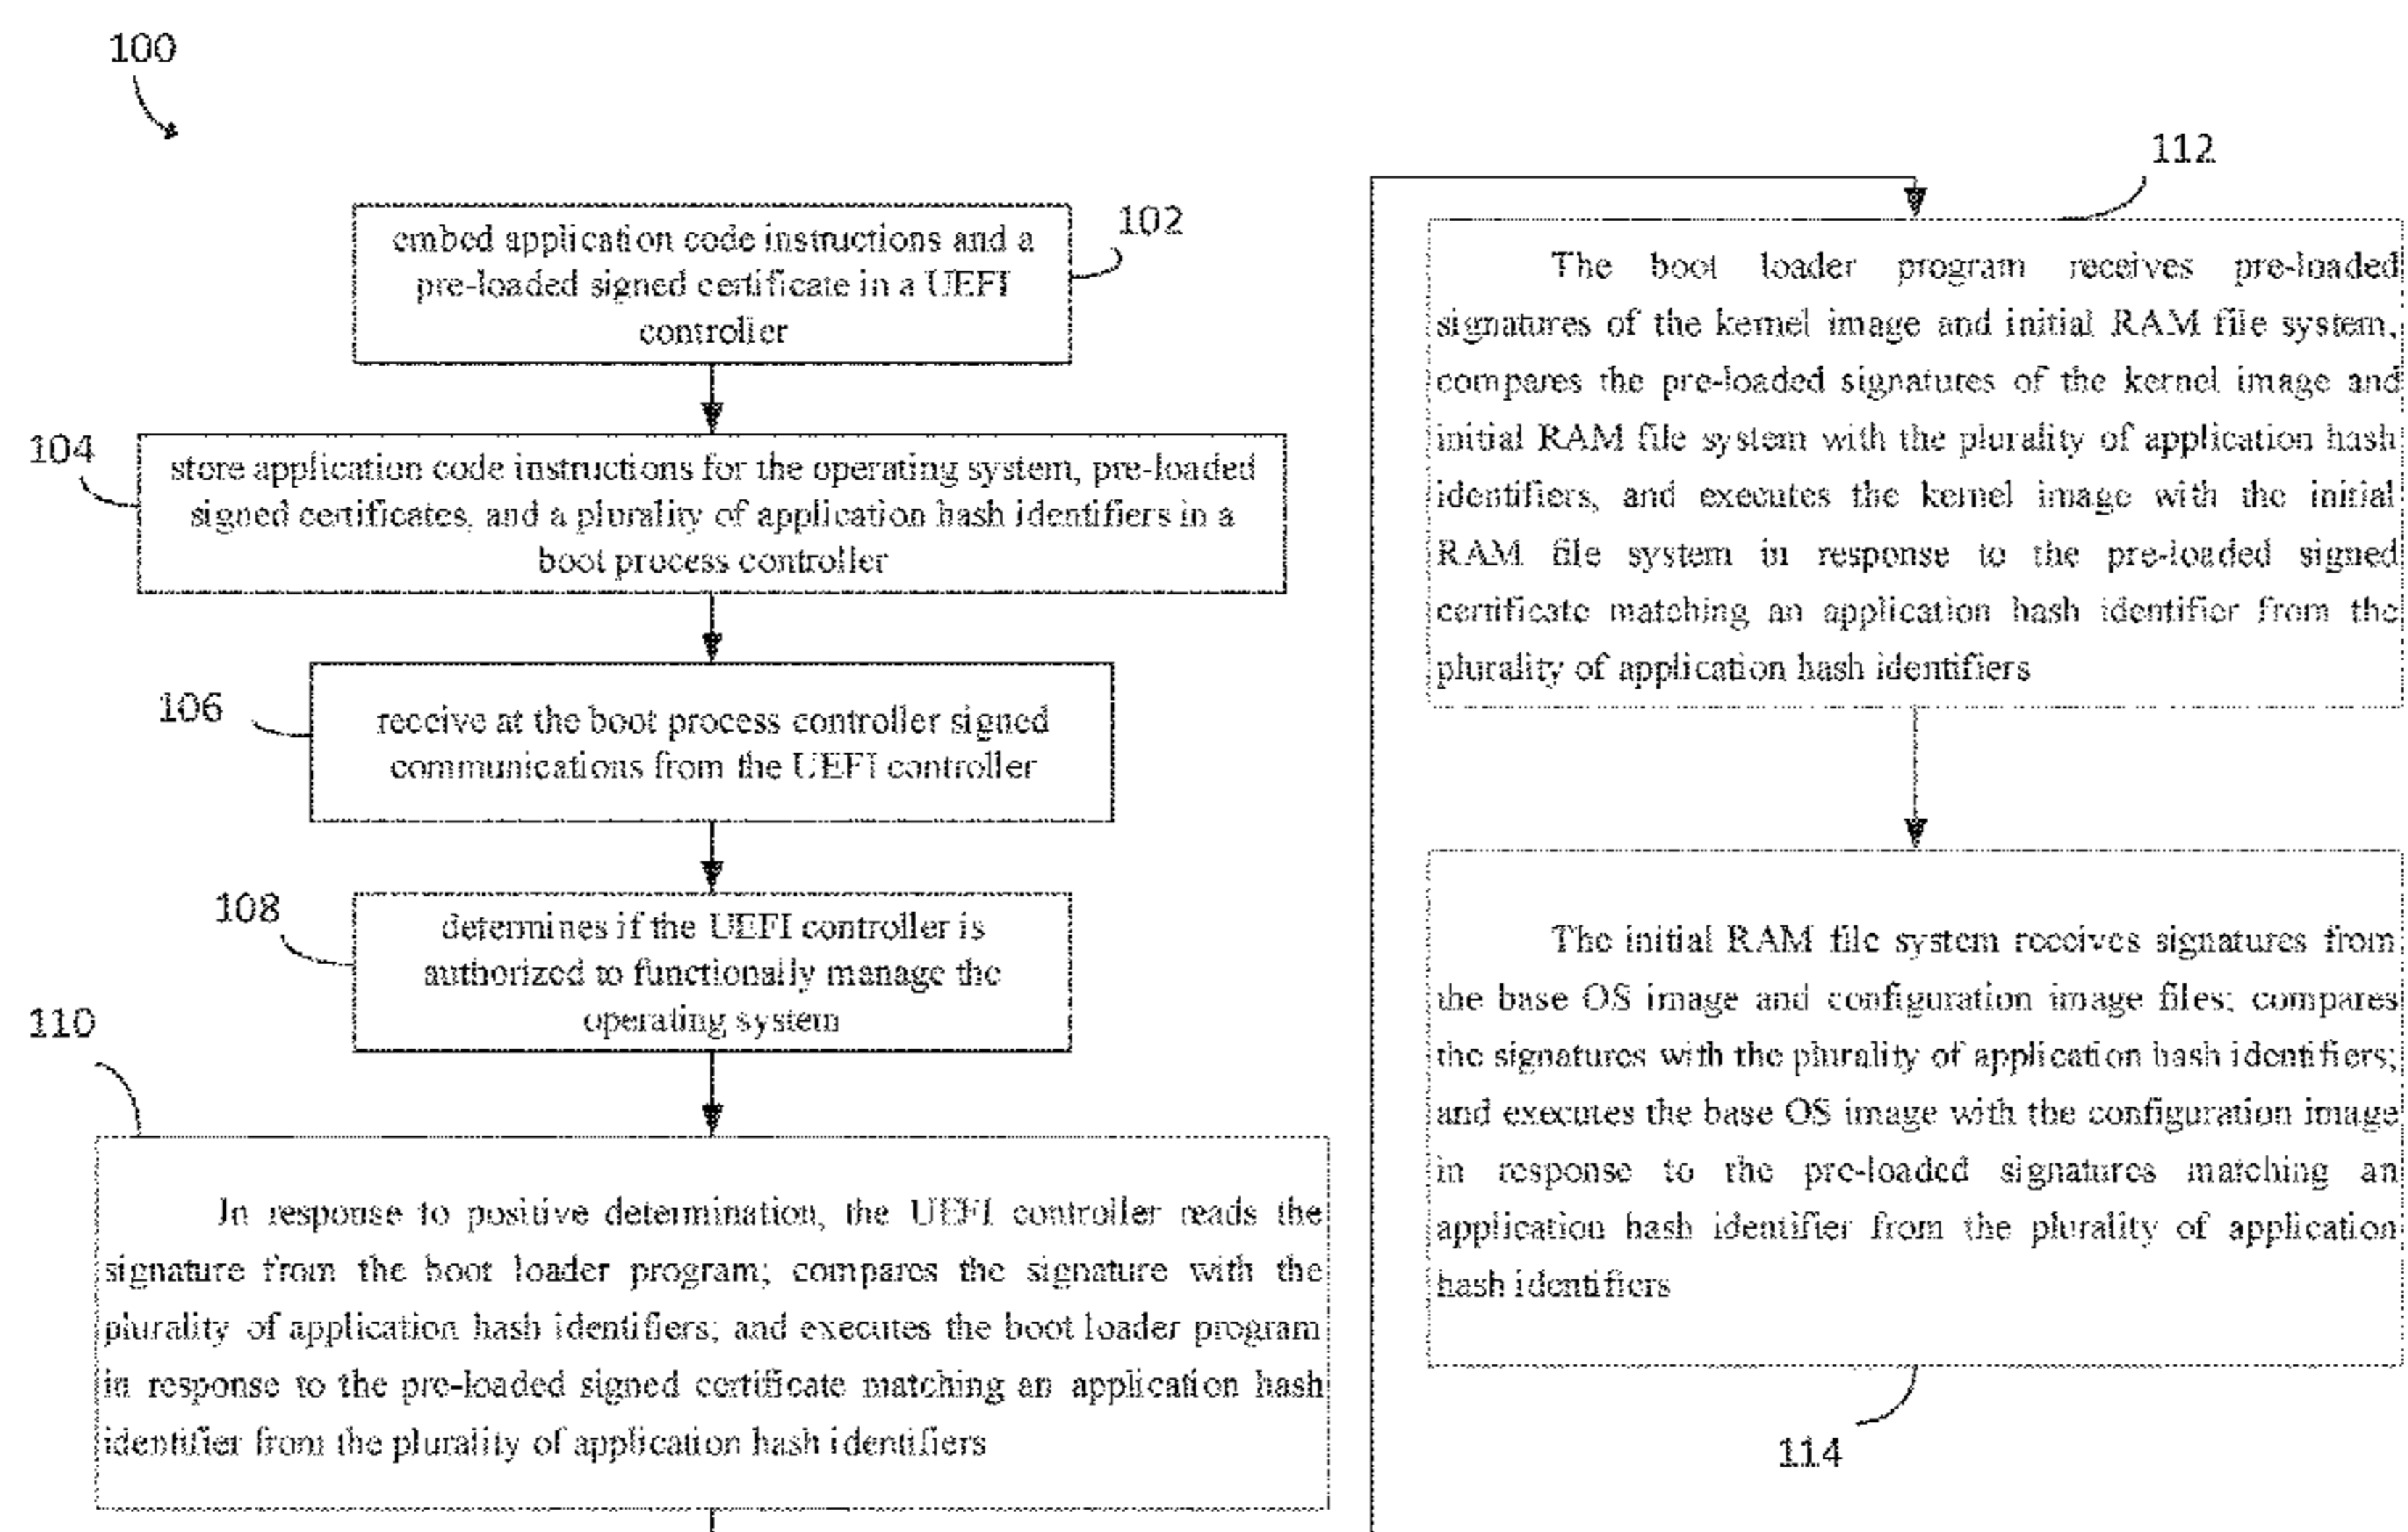 100
102
embed application code instructions and a
pre-loaded signed certificate in a UEFI
controller
104
store application code instructions for the operating system, pre-loaded
signed certificates, and a plurality of application hash identifiers in a
boot process controller
106
receive at the boot process controller signed
communications from the UEFI controller
108
determines if the UEFI controller is
authorized to functionally manage the
operating system
110
In response to positive determination, the UEFI controller reads the
signature from the boot loader program; compares the signature with the
plurality of application hash identifiers; and executes the boot loader program
in response to the pre-loaded signed certificate matching an application hash
identifier from the plurality of application hash identifiers
112
The boot loader program receives pre-loaded
signatures of the kernel image and initial RAM file system,
compares the pre-loaded signatures of the kernel image and
initial RAM file system with the plurality of application hash
identifiers, and executes the kernel image with the initial
RAM file system in response to the pre-loaded signed
certificate matching an application hash identifier from the
plurality of application hash identifiers
The initial RAM file system receives signatures from
the base OS image and configuration image files; compares
the signatures with the plurality of application hash identifiers;
and executes the base OS image with the configuration image
in response to the pre-loaded signatures matching an
application hash identifier from the plurality of application
hash identifiers
114